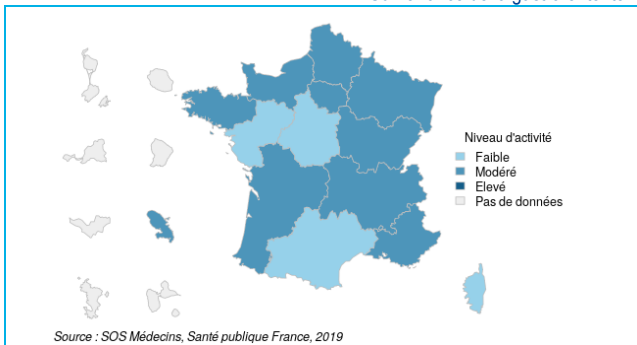 Niveau d'activité
Faible
Modéré
Elevé
Pas de données
Source : SOS Médecins, Santé publique France, 2019